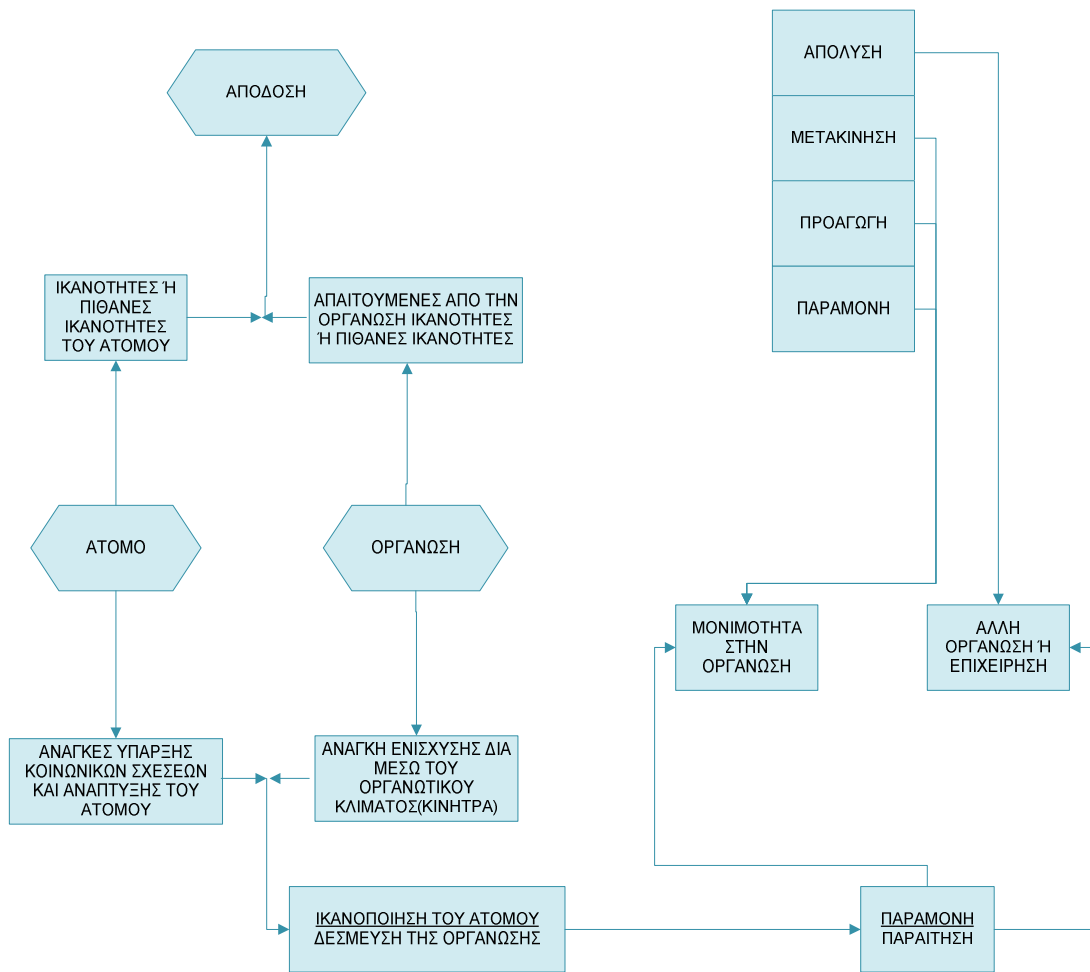 ΑΠΟΔΟΣΗ
ΙΚΑΝΟΤΗΤΕΣ Ή
ΠΙΘΑΝΕΣ
ΙΚΑΝΟΤΗΤΕΣ
ΤΟΥ ΑΤΟΜΟΥ
ΑΠΑΙΤΟΥΜΕΝΕΣ ΑΠΟ ΤΗΝ
ΟΡΓΑΝΩΣΗ ΙΚΑΝΟΤΗΤΕΣ
Ή ΠΙΘΑΝΕΣ ΙΚΑΝΟΤΗΤΕΣ
ΑΤΟΜΟ
ΟΡΓΑΝΩΣΗ
ΑΝΑΓΚΕΣ ΥΠΑΡΞΗΣ
ΚΟΙΝΩΝΙΚΩΝ ΣΧΕΣΕΩΝ
ΚΑΙ ΑΝΑΠΤΥΞΗΣ ΤΟΥ
ΑΤΟΜΟΥ
ΑΝΑΓΚΗ ΕΝΙΣΧΥΣΗΣ ΔΙΑ
ΜΕΣΩ ΤΟΥ
ΟΡΓΑΝΩΤΙΚΟΥ
ΚΛΙΜΑΤΟΣ(ΚΙΝΗΤΡΑ)
ΙΚΑΝΟΠΟΙΗΣΗ ΤΟΥ ΑΤΟΜΟΥ
ΔΕΣΜΕΥΣΗ ΤΗΣ ΟΡΓΑΝΩΣΗΣ
ΑΠΟΛΥΣΗ
ΜΕΤΑΚΙΝΗΣΗ
ΠΡΟΑΓΩΓΗ
ΠΑΡΑΜΟΝΗ
ΜΟΝΙΜΟΤΗΤΑ
ΣΤΗΝ
ΟΡΓΑΝΩΣΗ
ΑΛΛΗ
ΟΡΓΑΝΩΣΗ Ή
ΕΠΙΧΕΙΡΗΣΗ
ΠΑΡΑΜΟΝΗ
ΠΑΡΑΙΤΗΣΗ